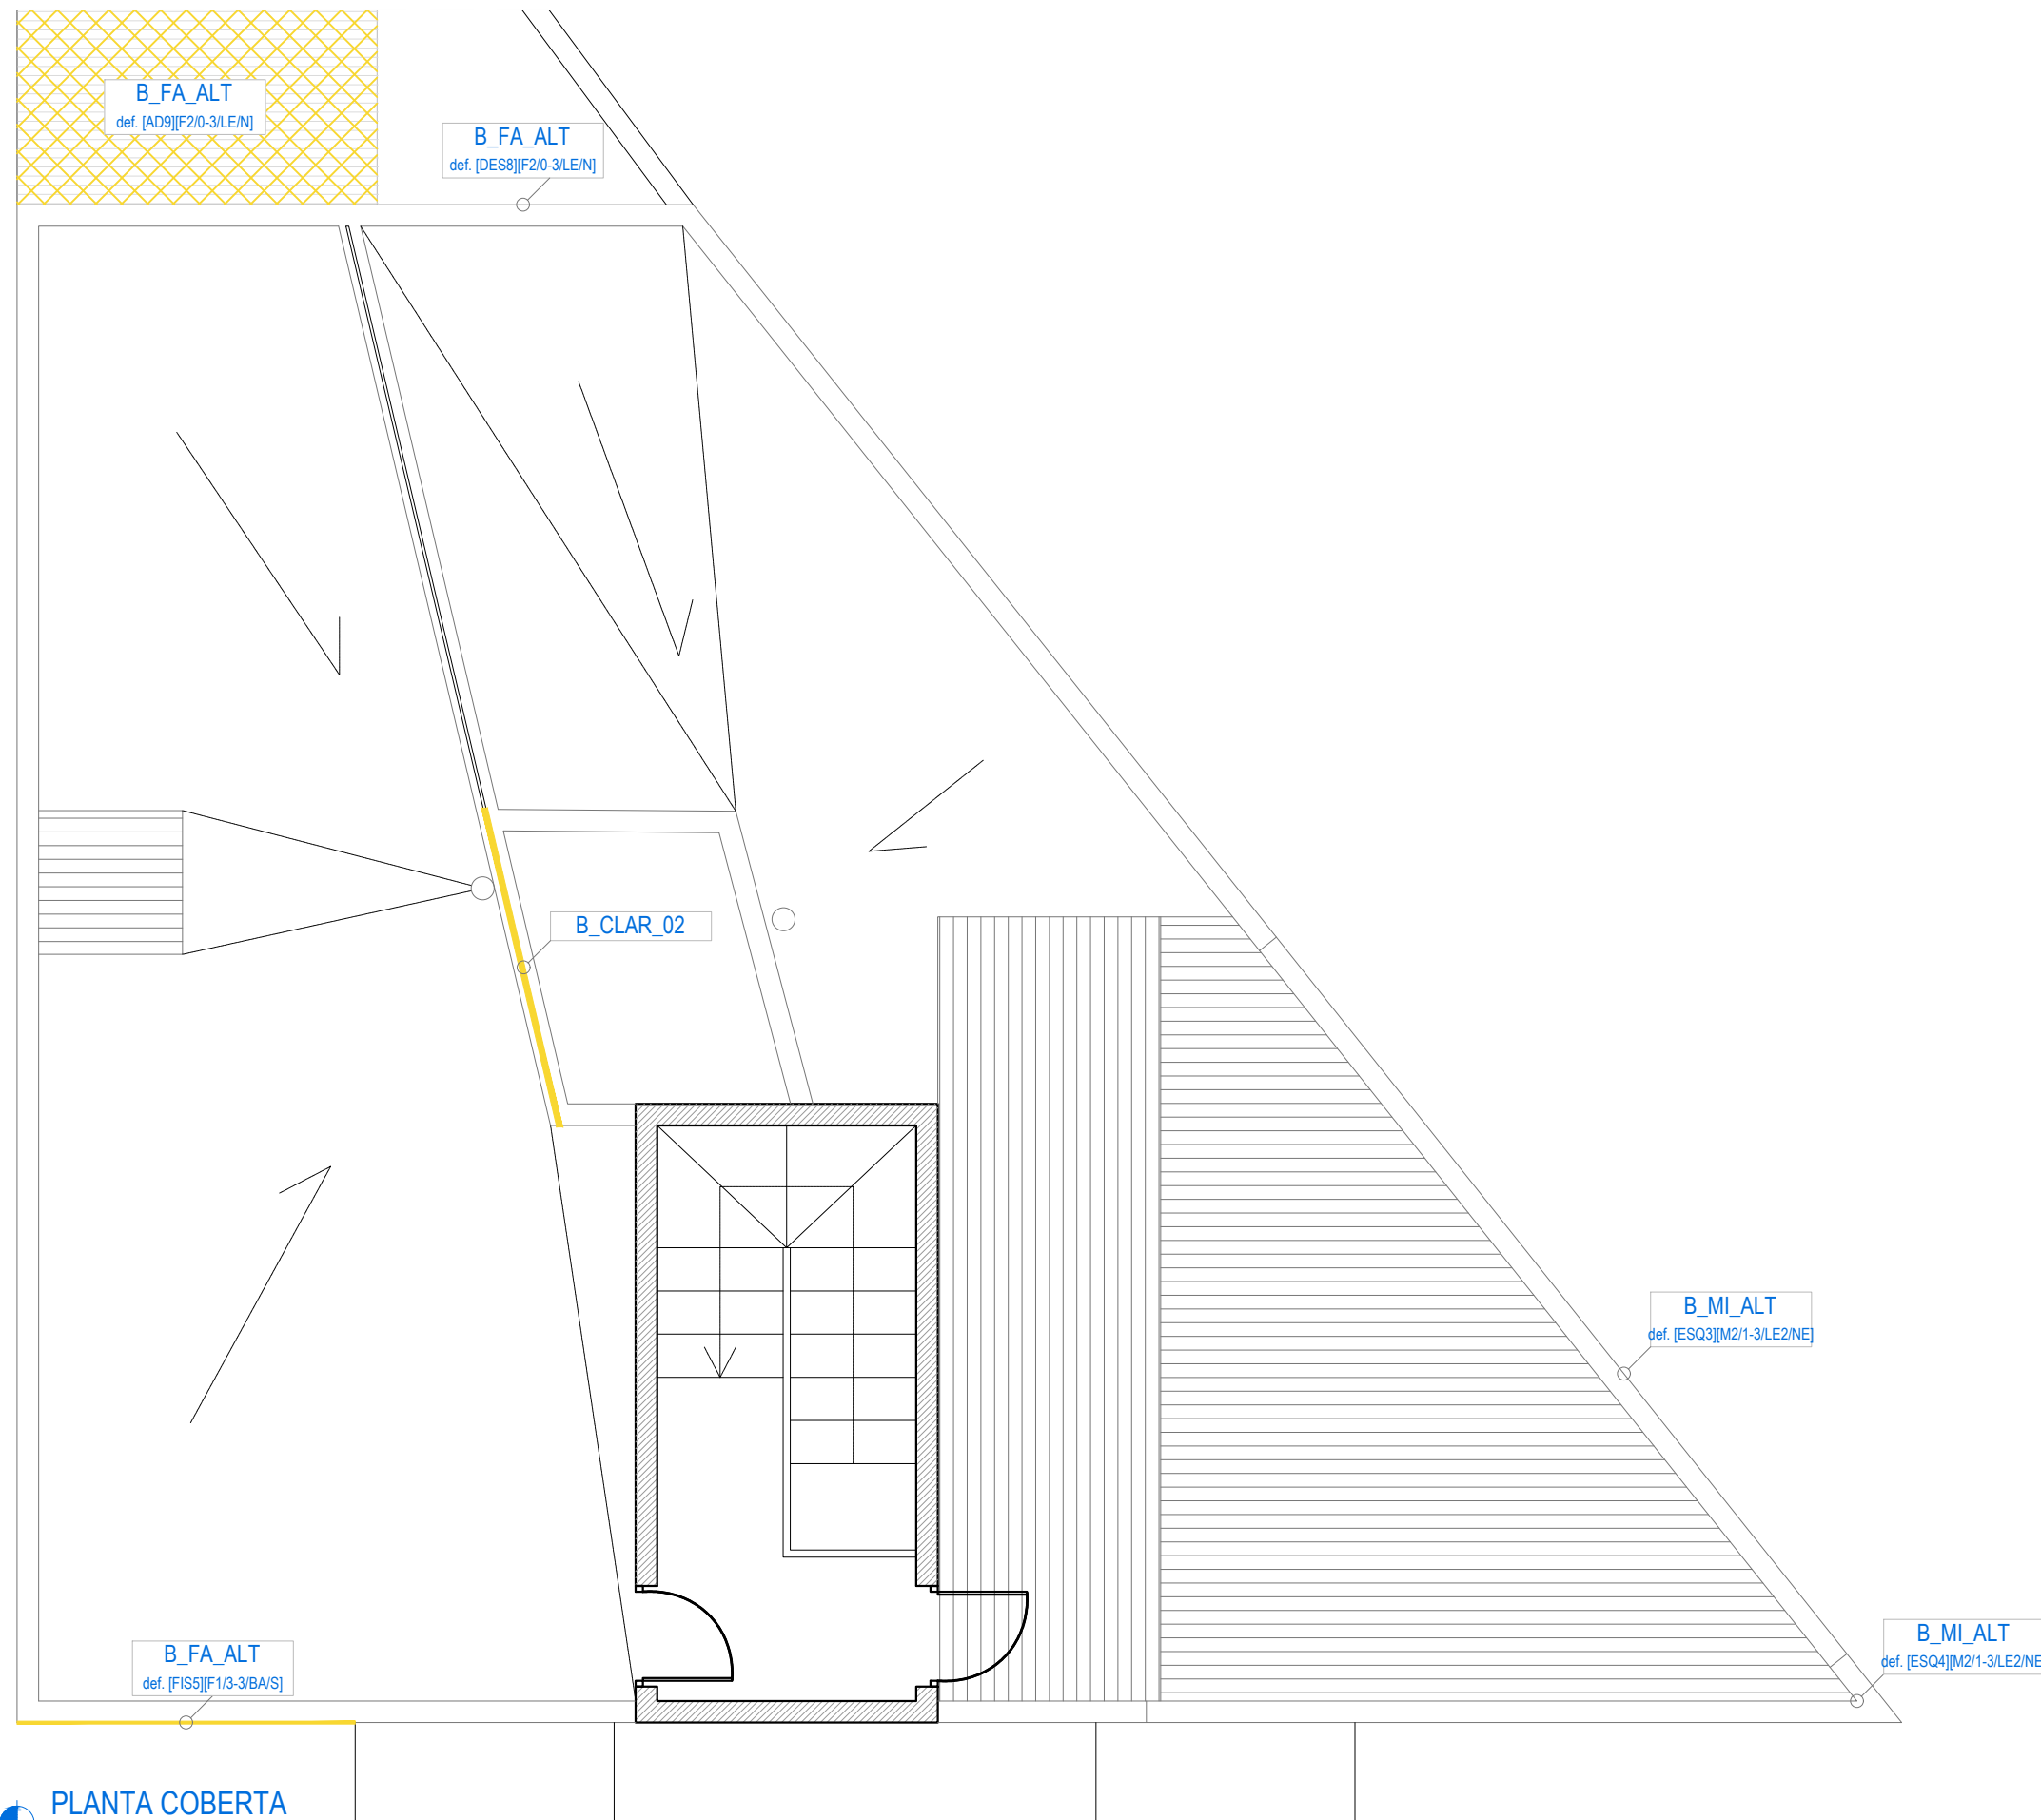 B_FA_ALT
def. [AD9][F2/0-3/LE/N]
B_FA_ALT
def. [DES8][F2/0-3/LE/N]
B_CLAR_02
B_MI_ALT
def. [ESQ3][M2/1-3/LE2/NE]
B_MI_ALT
def. [ESQ4][M2/1-3/LE2/NE
B_FA_ALT
def. [FIS5][F1/3-3/BA/S]
PLANTA COBERTA